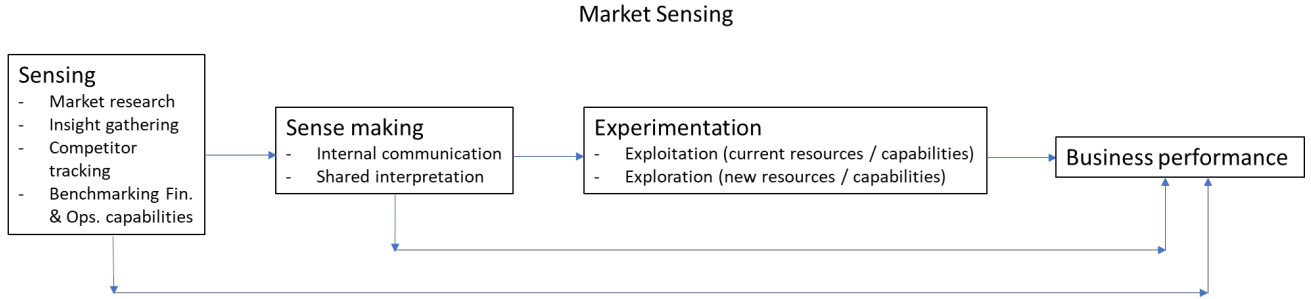 Market Sensing
Sensing
- Market research
- Insight gathering
- Competitor
tracking
- Benchmarking Fin.
& Ops. capabilities
Sense making
- Internal communication
- Shared interpretation
Experimentation
- Exploitation (current resources / capabilities)
- Exploration (new resources / capabilities)
Business performance